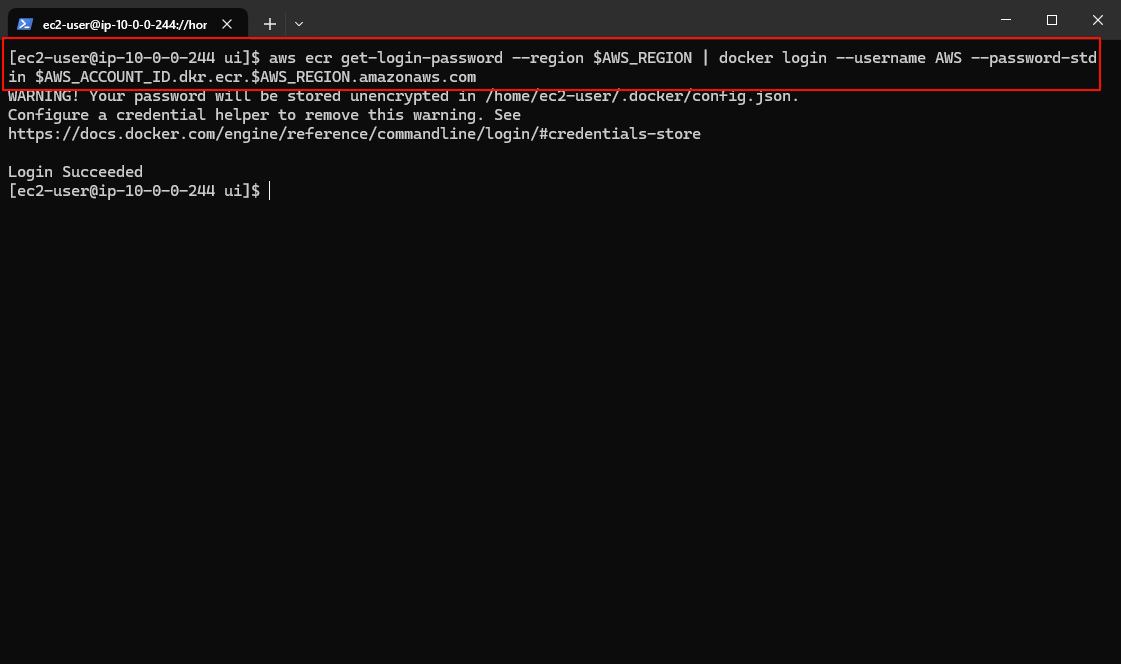 ec2-user@ip-10-0-0-244://hor
[ec2-user@ip-10-0-0-244 ui]$ aws ecr get-login-password --region $AWS_REGION | docker login --username AWS --password-std
in $AWS_ACCOUNT_ID.dkr.ecr.$AWS_REGION.amazonaws.com
WARNING! Your password will be stored unencrypted in /home/ec2-user/.docker/config.json.
Configure a credential helper to remove this warning. See
https://docs.docker.com/engine/reference/commandline/login/#credentials-store
Login Succeeded
[ec2-user@ip-10-0-0-244 ui]$